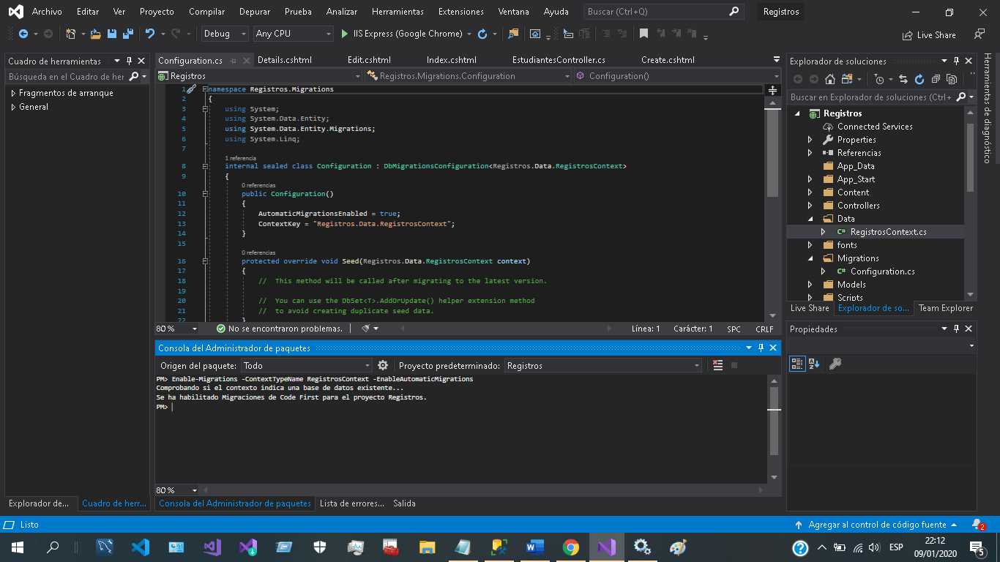 Archivo Editar Ver Proyecto Compilar Depurar Prueba Analizar Herramientas Extensiones Ventana Ayuda Buscar (Ctrl+Q) Registros
Debug Any CPU IIS Express (Google Chrome) Live Share
Cuadro de herramientas
Búsqueda en el Cuadro de her
Fragmentos de arranque
General
Configuration.cs Details.cshtml Edit.cshtml Index.cshtml EstudiantesController.cs Create.cshtml
Registros Registros.Migrations.Configuration Configuration()
1 namespace Registros.Migrations
2 {
3 using System;
4 using System.Data.Entity;
5 using System.Data.Entity.Migrations;
6 using System.Linq;
7
1 referencia
8 internal sealed class Configuration : DbMigrationsConfiguration<Registros.Data.RegistrosContext>
9 {
0 referencias
10 public Configuration()
11 {
12 AutomaticMigrationsEnabled = true;
13 ContextKey = "Registros.Data.RegistrosContext";
14 }
15
0 referencias
16 protected override void Seed(Registros.Data.RegistrosContext context)
17 {
18 // This method will be called after migrating to the latest version.
19
20 // You can use the DbSet<T>.AddOrUpdate() helper extension method
21 // to avoid creating duplicate seed data.
22 }
80 % No se encontraron problemas. Línea: 1 Carácter: 1 SPC CRLF
Consola del Administrador de paquetes
Origen del paquete: Todo Proyecto predeterminado: Registros
PM> Enable-Migrations -ContextTypeName RegistrosContext -EnableAutomaticMigrations
Comprobando si el contexto indica una base de datos existente...
Se ha habilitado Migraciones de Code First para el proyecto Registros.
PM>
80 %
Explorador de... Cuadro de herr... Consola del Administrador de paquetes Lista de errores... Salida
Explorador de soluciones
Buscar en Explorador de soluciones (Ctrl+
Registros
Connected Services
Properties
Referencias
App_Data
App_Start
Content
Controllers
Data
C# RegistrosContext.cs
fonts
Migrations
C# Configuration.cs
Models
Scripts
Live Share Explorador de so... Team Explorer
Propiedades
Herramientas de diagnóstico
Listo Agregar al control de código fuente 2
ESP 22:12
09/01/2020 5